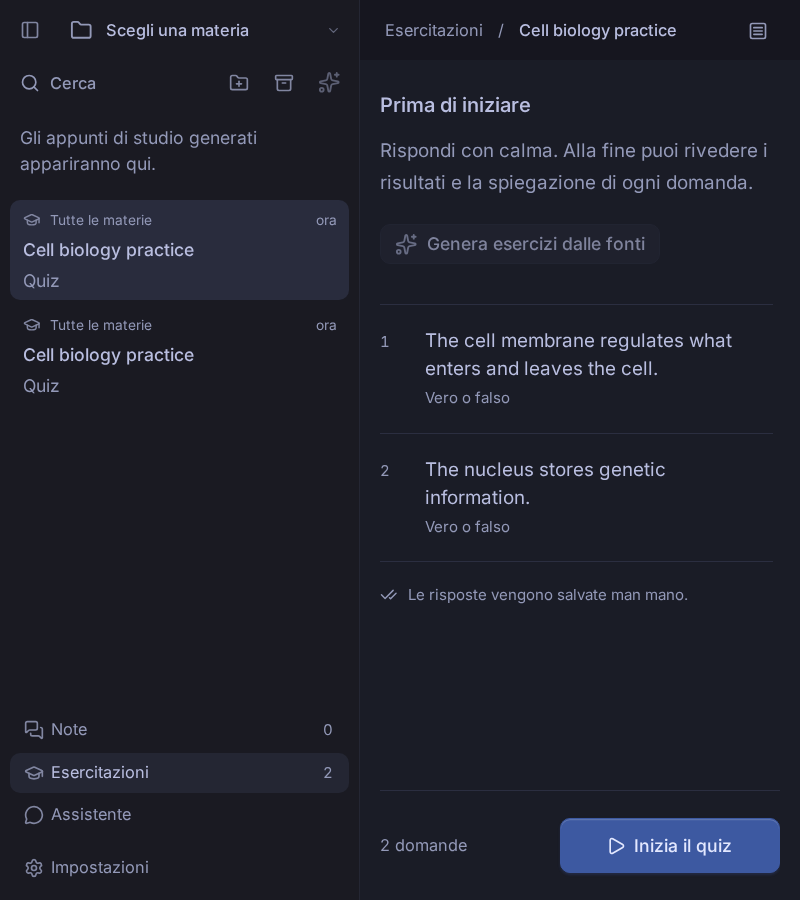 Scegli una materia
Cerca
Gli appunti di studio generati
appariranno qui.
Tutte le materie
ora
Cell biology practice
Quiz
Tutte le materie
ora
Cell biology practice
Quiz
Note
0
Esercitazioni
2
Assistente
Impostazioni
Esercitazioni / Cell biology practice
Prima di iniziare
Rispondi con calma. Alla fine puoi rivedere i
risultati e la spiegazione di ogni domanda.
Genera esercizi dalle fonti
1
The cell membrane regulates what
enters and leaves the cell.
Vero o falso
2
The nucleus stores genetic
information.
Vero o falso
Le risposte vengono salvate man mano.
2 domande
Inizia il quiz